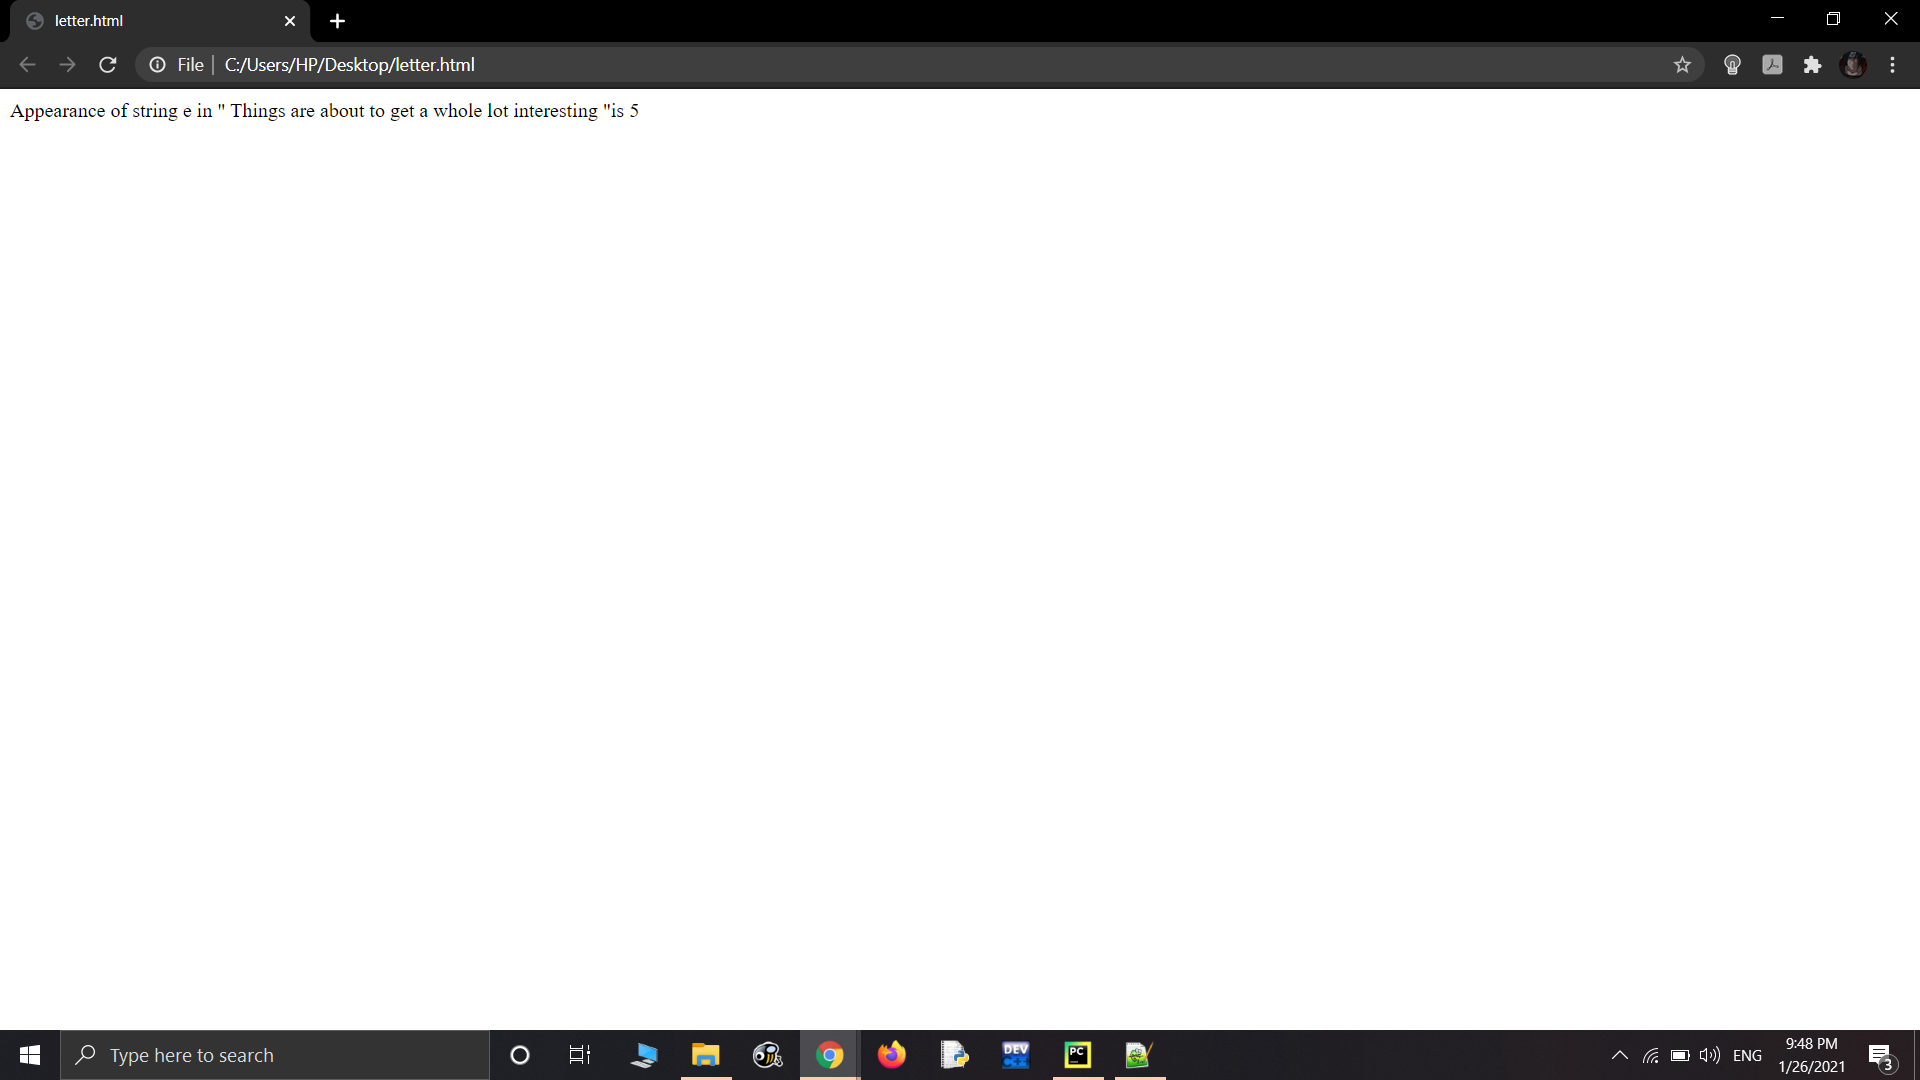 letter.html
File | C:/Users/HP/Desktop/letter.html
Appearance of string e in " Things are about to get a whole lot interesting "is 5
Type here to search
DEV
C++
PC
ENG
9:48 PM
1/26/2021
3